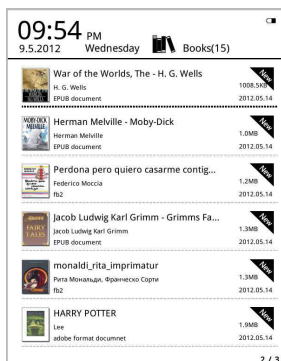 09:54 PM
9.5.2012 Wednesday Books(15)
War of the Worlds, The - H. G. Wells
H. G. Wells 1008.5KB
EPUB document 2012.05.14
New
MOBY-DICK
MELVILLE
Herman Melville - Moby-Dick
Herman Melville 1.0MB
EPUB document 2012.05.14
New
Perdona pero quiero casarme contig...
Federico Moccia 1.2MB
fb2 2012.05.14
New
FAIRY
TALES
Jacob Ludwig Karl Grimm - Grimms Fa...
Jacob Ludwig Karl Grimm 1.3MB
EPUB document 2012.05.14
New
monaldi_rita_imprimatur
Рита Мональди, Франческо Сорти 1.3MB
fb2 2012.05.14
New
HARRY POTTER
Lee 1.9MB
adobe format documnet 2012.05.14
New
2 / 3